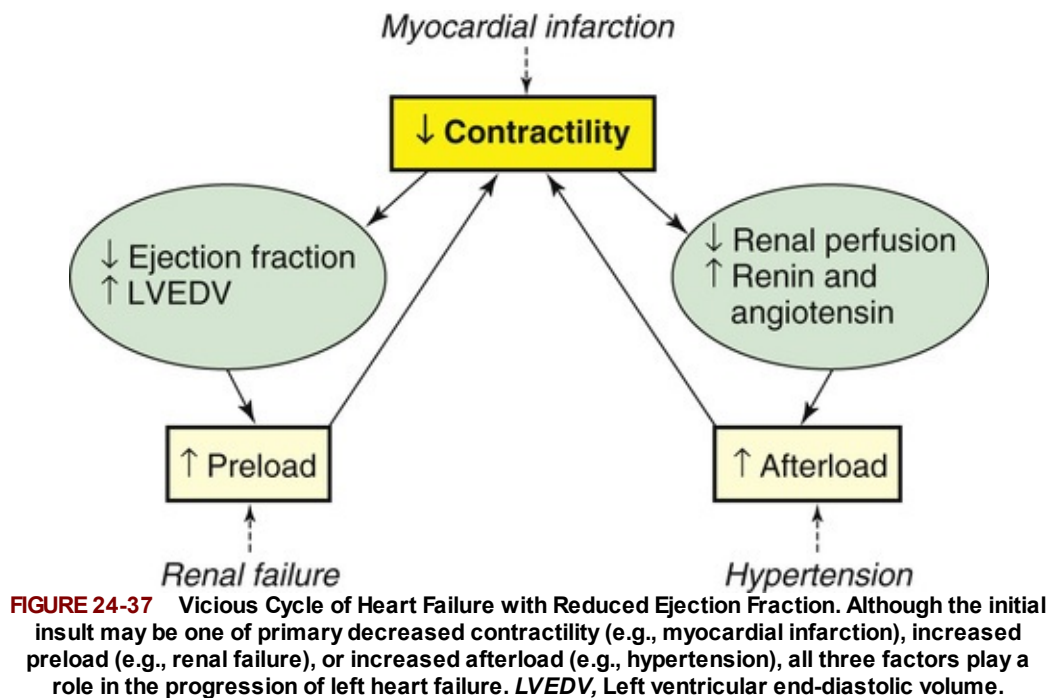 Myocardial infarction
↓ Contractility
↓ Ejection fraction
↑ LVEDV
↓ Renal perfusion
↑ Renin and
angiotensin
↑ Preload
↑ Afterload
Renal failure
Hypertension
FIGURE 24-37 Vicious Cycle of Heart Failure with Reduced Ejection Fraction. Although the initial
insult may be one of primary decreased contractility (e.g., myocardial infarction), increased
preload (e.g., renal failure), or increased afterload (e.g., hypertension), all three factors play a
role in the progression of left heart failure. LVEDV, Left ventricular end-diastolic volume.